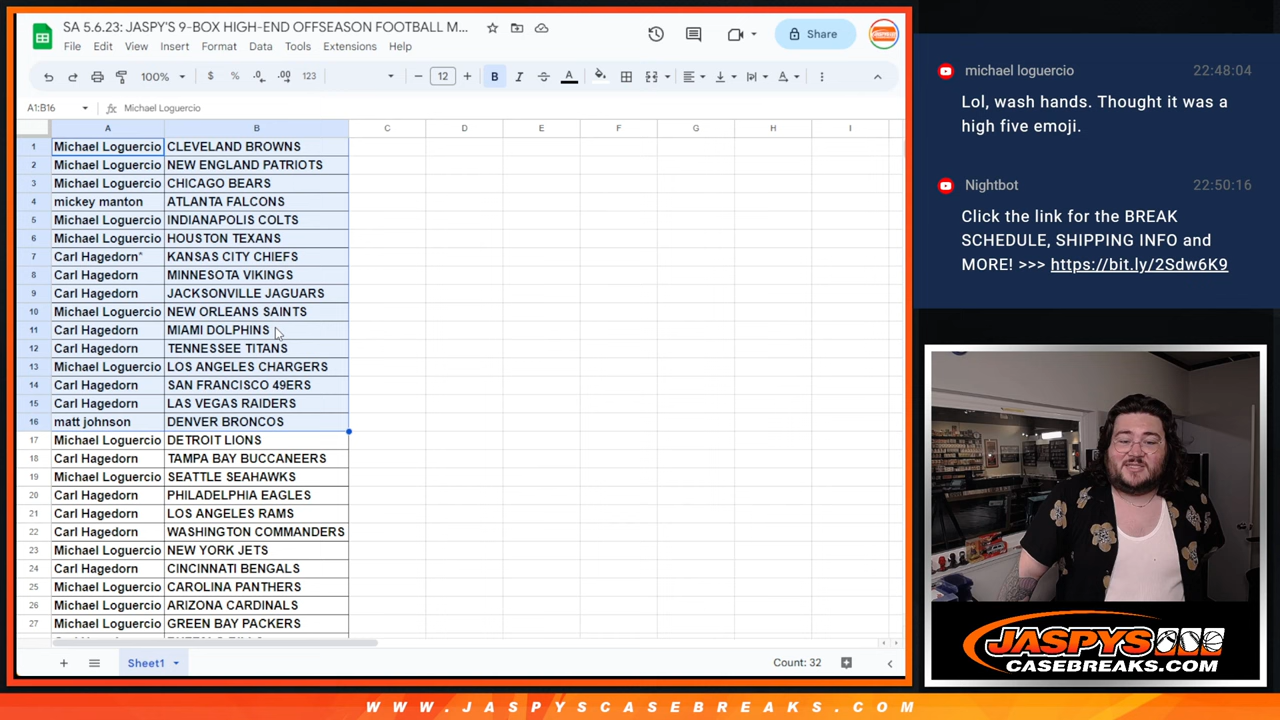 SA 5.6.23: JASPY'S 9-BOX HIGH-END OFFSEASON FOOTBALL M...
File Edit View Insert Format Data Tools Extensions Help
Share
100% $ % .0 .00 123 12 B I A
A1:B16 fx Michael Loguercio
A B C D E F G H I
1 Michael Loguercio CLEVELAND BROWNS
2 Michael Loguercio NEW ENGLAND PATRIOTS
3 Michael Loguercio CHICAGO BEARS
4 mickey manton ATLANTA FALCONS
5 Michael Loguercio INDIANAPOLIS COLTS
6 Michael Loguercio HOUSTON TEXANS
7 Carl Hagedorn* KANSAS CITY CHIEFS
8 Carl Hagedorn MINNESOTA VIKINGS
9 Carl Hagedorn JACKSONVILLE JAGUARS
10 Michael Loguercio NEW ORLEANS SAINTS
11 Carl Hagedorn MIAMI DOLPHINS
12 Carl Hagedorn TENNESSEE TITANS
13 Michael Loguercio LOS ANGELES CHARGERS
14 Carl Hagedorn SAN FRANCISCO 49ERS
15 Carl Hagedorn LAS VEGAS RAIDERS
16 matt johnson DENVER BRONCOS
17 Michael Loguercio DETROIT LIONS
18 Carl Hagedorn TAMPA BAY BUCCANEERS
19 Michael Loguercio SEATTLE SEAHAWKS
20 Carl Hagedorn PHILADELPHIA EAGLES
21 Carl Hagedorn LOS ANGELES RAMS
22 Carl Hagedorn WASHINGTON COMMANDERS
23 Michael Loguercio NEW YORK JETS
24 Carl Hagedorn CINCINNATI BENGALS
25 Michael Loguercio CAROLINA PANTHERS
26 Michael Loguercio ARIZONA CARDINALS
27 Michael Loguercio GREEN BAY PACKERS
Sheet1
Count: 32
michael loguercio 22:48:04
Lol, wash hands. Thought it was a
high five emoji.
Nightbot 22:50:16
Click the link for the BREAK
SCHEDULE, SHIPPING INFO and
MORE! >>> https://bit.ly/2Sdw6K9
JASPYS
CASEBREAKS.COM
WWW.JASPYSCASEBREAKS.COM